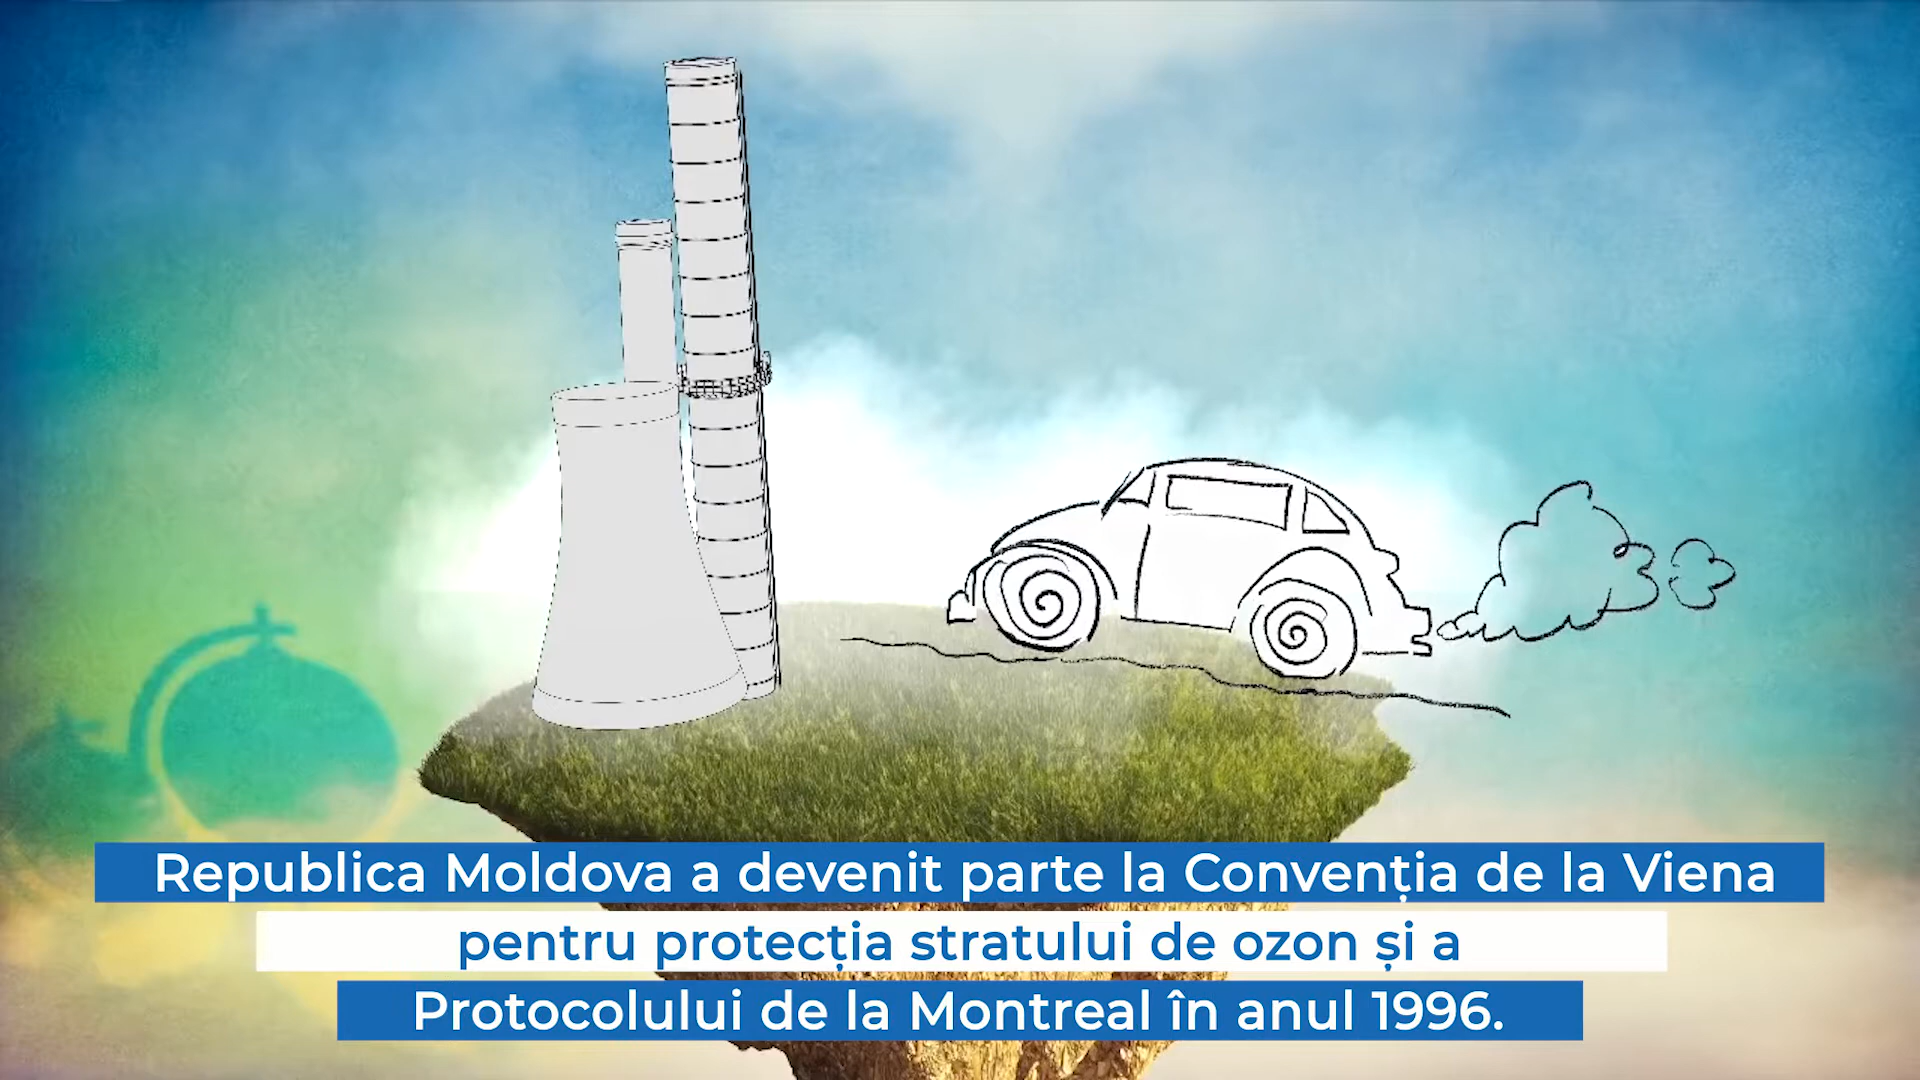 Republica Moldova a devenit parte la Convenția de la Viena
pentru protecția stratului de ozon și a
Protocolului de la Montreal în anul 1996.